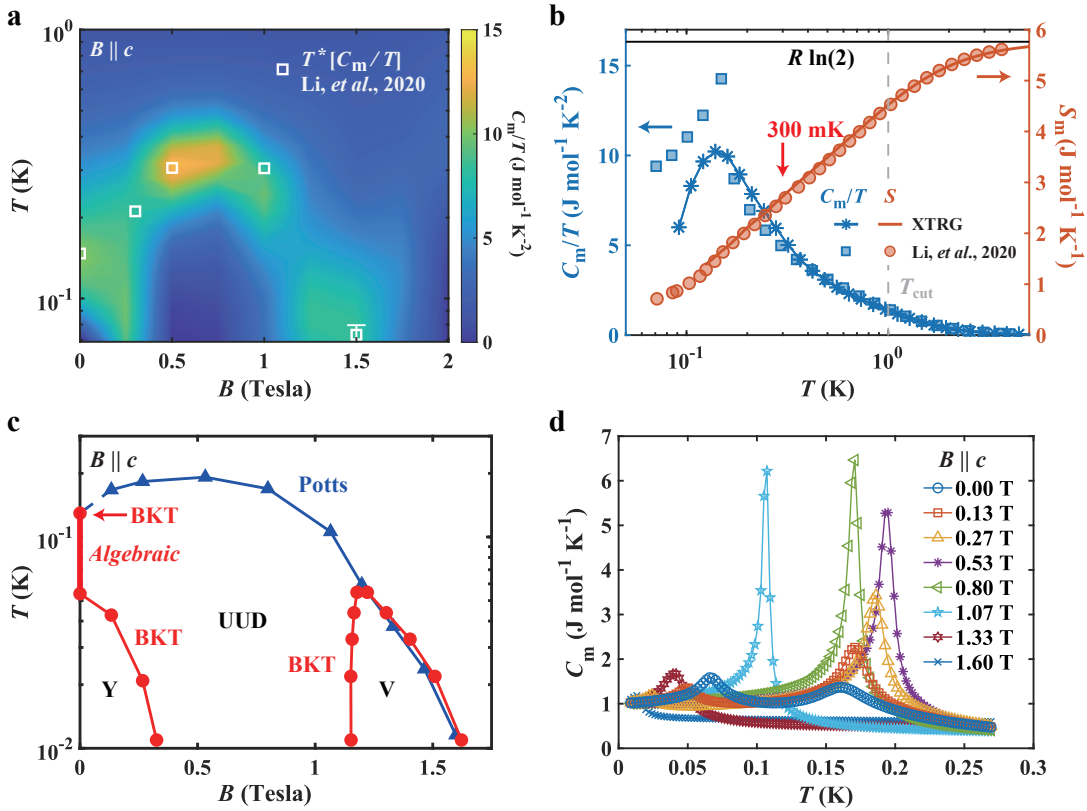 a
10⁰
B || c
T*[Cₘ/T]
Li, et al., 2020
T (K)
10⁻¹
0 0.5 1 1.5 2
B (Tesla)
15
10
5
0
Cₘ/T (J mol⁻¹ K⁻²)
b
R ln(2)
300 mK
Cₘ/T S
XTRG
Li, et al., 2020
T_cut
15
10
5
0
Cₘ/T (J mol⁻¹ K⁻²)
6
5
4
3
2
1
0
Sₘ (J mol⁻¹ K⁻¹)
10⁻¹ 10⁰
T (K)
c
B || c
Potts
BKT
Algebraic
BKT
UUD
BKT
Y
V
10⁻¹
10⁻²
T (K)
0 0.5 1 1.5
B (Tesla)
d
7
6
5
4
3
2
1
0
Cₘ (J mol⁻¹ K⁻¹)
B || c
0.00 T
0.13 T
0.27 T
0.53 T
0.80 T
1.07 T
1.33 T
1.60 T
0 0.05 0.1 0.15 0.2 0.25 0.3
T (K)